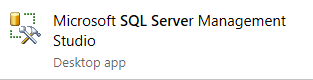 Microsoft SQL Server Management
Studio
Desktop app